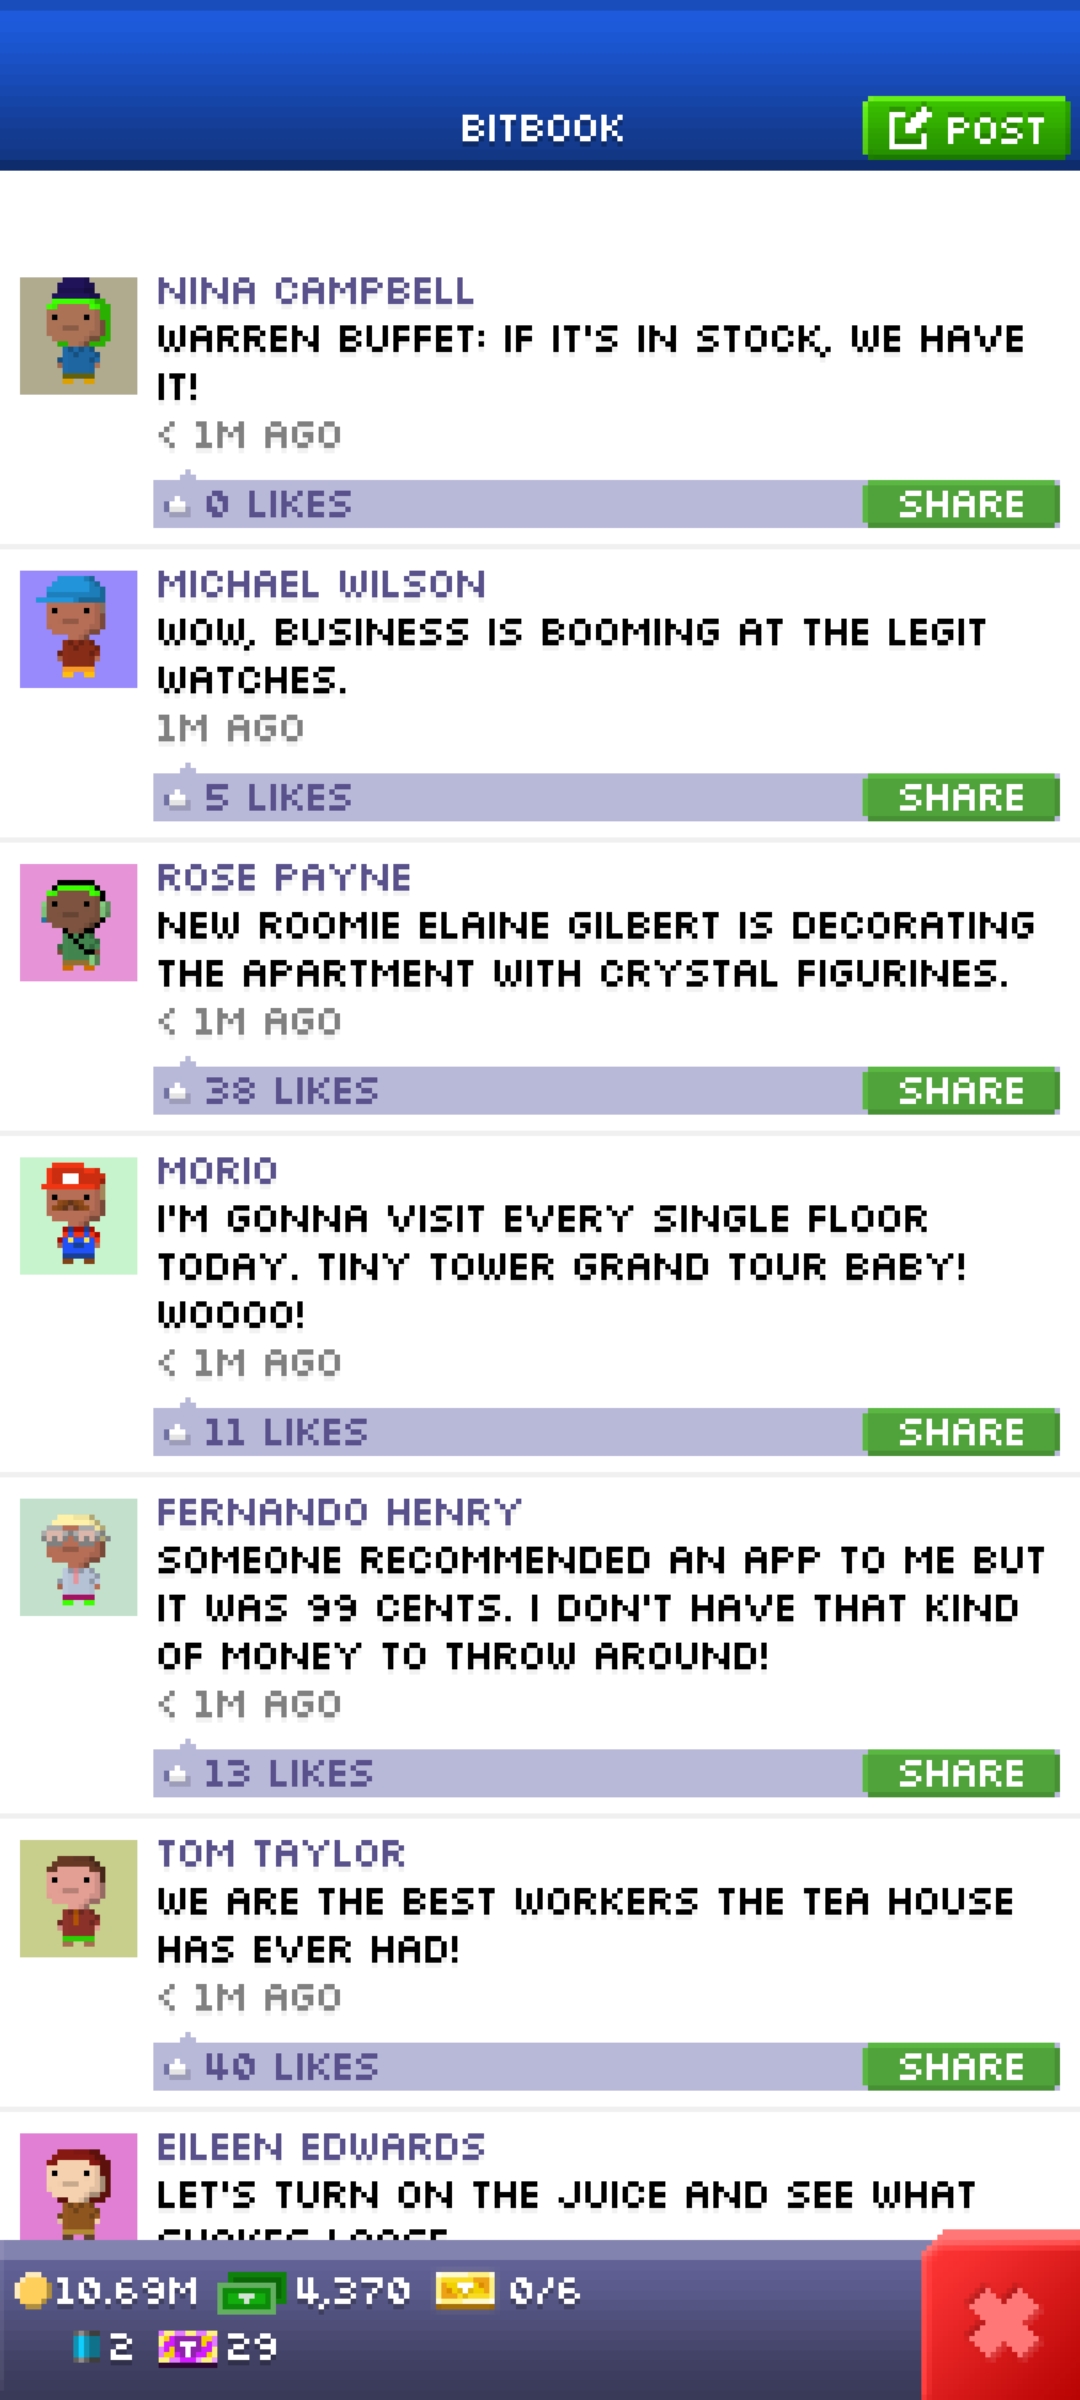 BITBOOK
POST
NINA CAMPBELL
WARREN BUFFET: IF IT'S IN STOCK, WE HAVE
IT!
< 1M AGO
0 LIKES
SHARE
MICHAEL WILSON
WOW, BUSINESS IS BOOMING AT THE LEGIT
WATCHES.
1M AGO
5 LIKES
SHARE
ROSE PAYNE
NEW ROOMIE ELAINE GILBERT IS DECORATING
THE APARTMENT WITH CRYSTAL FIGURINES.
< 1M AGO
38 LIKES
SHARE
MORIO
I'M GONNA VISIT EVERY SINGLE FLOOR
TODAY. TINY TOWER GRAND TOUR BABY!
WOOOO!
< 1M AGO
11 LIKES
SHARE
FERNANDO HENRY
SOMEONE RECOMMENDED AN APP TO ME BUT
IT WAS 99 CENTS. I DON'T HAVE THAT KIND
OF MONEY TO THROW AROUND!
< 1M AGO
13 LIKES
SHARE
TOM TAYLOR
WE ARE THE BEST WORKERS THE TEA HOUSE
HAS EVER HAD!
< 1M AGO
40 LIKES
SHARE
EILEEN EDWARDS
LET'S TURN ON THE JUICE AND SEE WHAT
10.69M 4,370 0/6
2 29